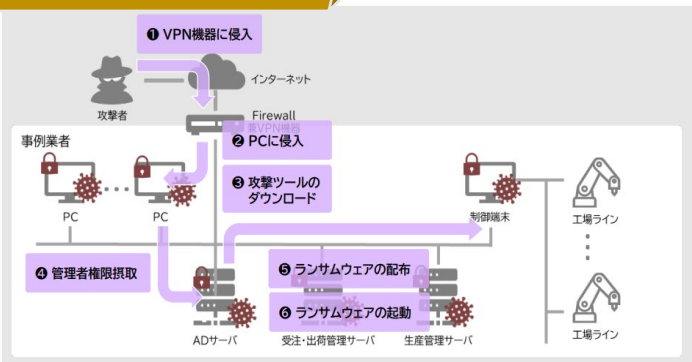 ❶ VPN機器に侵入
インターネット
攻撃者
Firewall
兼VPN機器
事例業者
❷ PCに侵入
❸ 攻撃ツールの
ダウンロード
PC
PC
制御端末
工場ライン
❹ 管理者権限摂取
❺ ランサムウェアの配布
❻ ランサムウェアの起動
ADサーバ
受注・出荷管理サーバ
生産管理サーバ
工場ライン